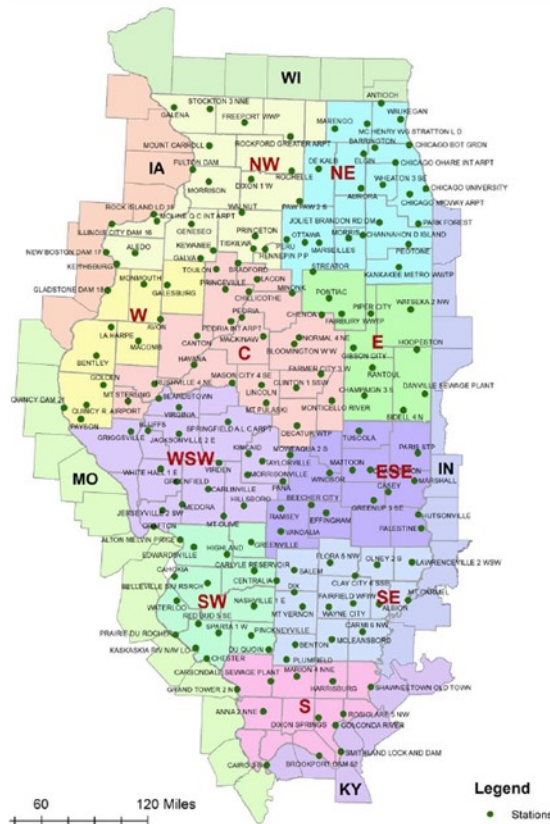 WI
ANTIOCH
STOCKTON 3 NNE
GALENA
FREEPORT WWP
WAUKEGAN
MARENGO
MC HENRY WG STRATTON L D
MOUNT CARROLL
ROCKFORD GREATER ARPT
BARRINGTON
CHICAGO BOT GRDN
IA
FULTON DAM
NW
DE KALB
ELGIN
CHICAGO OHARE INT ARPT
ROCHELLE
NE
MORRISON
DIXON 1 W
WHEATON 3 SE
CHICAGO UNIVERSITY
AURORA
CHICAGO MIDWAY ARPT
PAW PAW 2 S
ROCK ISLAND LD 15
WALNUT
MOLINE Q C INT ARPT
JOLIET BRANDON RD DM
PARK FOREST
ILLINOIS CITY DAM 16
GENESEO
PRINCETON
OTTAWA
MORRIS
CHANNAHON D ISLAND
NEW BOSTON DAM 17
ALEDO
KEWANEE
TISKILWA
PERU
MARSEILLES
PEOTONE
GALVA
HENNEPIN P P
KEITHSBURG
TOULON
BRADFORD
STREATOR
KANKAKEE METRO WWTP
MONMOUTH
LACON
GLADSTONE DAM 18
GALESBURG
PRINCEVILLE
MINONK
PONTIAC
CHILLICOTHE
WATSEKA 2 NW
W
PEORIA
CHENOA
PIPER CITY
AVON
PEORIA INT ARPT
FAIRBURY WWTP
LA HARPE
MACKINAW
NORMAL 4 NE
E
MACOMB
CANTON
C
BLOOMINGTON W W
HOOPESTON
GIBSON CITY
BENTLEY
HAVANA
FARMER CITY 3 W
RANTOUL
GOLDEN
MASON CITY 4 SE
RUSHVILLE 4 NE
CLINTON 1 SSW
CHAMPAIGN 3 S
DANVILLE SEWAGE PLANT
MT STERLING
LINCOLN
QUINCY DAM 21
BEARDSTOWN
MONTICELLO RIVER
QUINCY R. AIRPORT
VIRGINIA
MT PULASKI
SIDELL 4 N
PAYSON
BLUFFS
SPRINGFIELD A L C ARPT
DECATUR WTP
GRIGGSVILLE
JACKSONVILLE 2 E
TUSCOLA
KINCAID
MOWEAQUA 2 S
PARIS STP
WSW
TAYLORVILLE
MATTOON
WHITE HALL 1 E
VIRDEN
MORRISONVILLE
WINDSOR
ESE
IN
MO
GREENFIELD
PANA
CASEY
MARSHALL
CARLINVILLE
BEECHER CITY
MEDORA
HILLSBORO
GREENUP 3 SE
JERSEYVILLE 2 SW
RAMSEY
HUTSONVILLE
MT OLIVE
EFFINGHAM
GRAFTON
VANDALIA
PALESTINE
ALTON MELVIN PRICE
HIGHLAND
GREENVILLE
EDWARDSVILLE
FLORA 5 NW
OLNEY 2 S
CAHOKIA
CARLYLE RESERVOIR
SALEM
LAWRENCEVILLE 2 WSW
CENTRALIA
CLAY CITY 6 SSE
BELLEVILLE SIU RSRCH
DIX
MT CARMEL
SW
NASHVILLE 1 E
FAIRFIELD WFIW
SE
WATERLOO
MT VERNON
WAYNE CITY
ALBION
RED BUD 5 SE
PRAIRIE DU ROCHER
SPARTA 1 W
PINCKNEYVILLE
CARMI 6 NW
KASKASKIA RIV NAV LO
DU QUOIN
BENTON
MCLEANSBORO
CHESTER
PLUMFIELD
CARBONDALE SEWAGE PLANT
MARION 4 NNE
GRAND TOWER 2 N
HARRISBURG
SHAWNEETOWN OLD TOWN
ANNA 2 NNE
S
ROSICLARE 5 NW
DIXON SPRINGS
GOLCONDA RIVER
SMITHLAND LOCK AND DAM
CAIRO 3 N
BROOKPORT DAM 52
KY
Legend
60
120 Miles
Stations